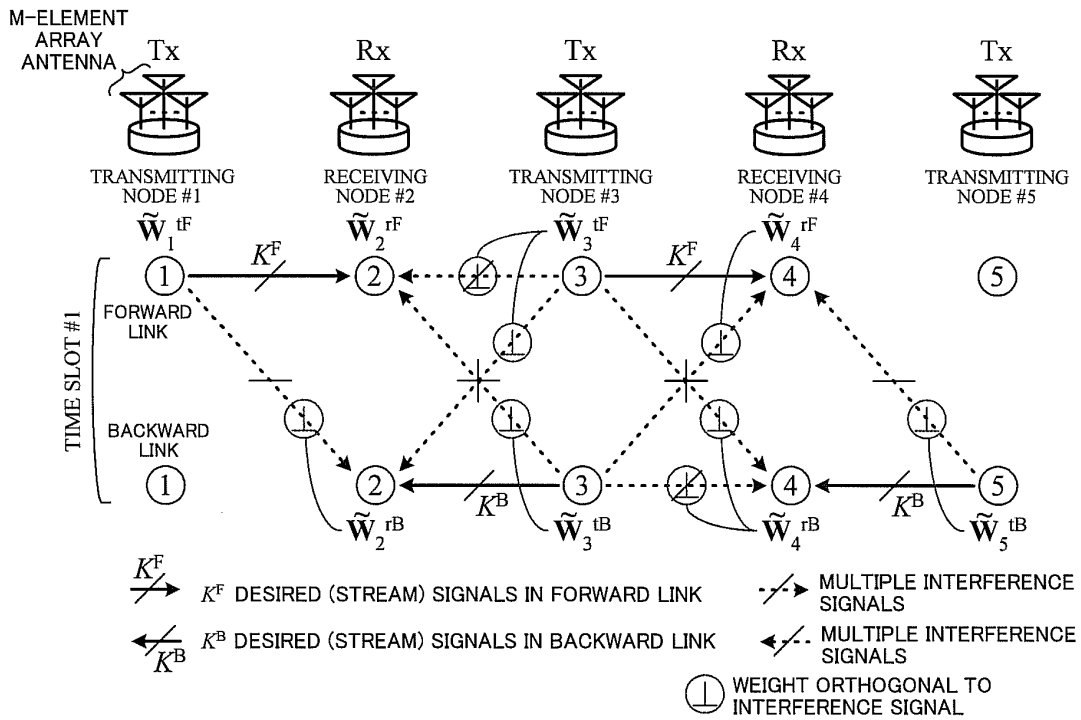 M-ELEMENT
ARRAY
ANTENNA
Tx Rx Tx Rx Tx
TRANSMITTING NODE #1
RECEIVING NODE #2
TRANSMITTING NODE #3
RECEIVING NODE #4
TRANSMITTING NODE #5
W̃₁ᵗF W̃₂ʳF W̃₃ᵗF W̃₄ʳF
Kᶠ Kᶠ
1 2 ⊥ 3 4 5
FORWARD
LINK
TIME SLOT #1
⊥ ⊥
⊥ ⊥ ⊥ ⊥
BACKWARD
LINK
1 2 3 ⊥ 4 5
Kᴮ Kᴮ
W̃₂ʳB W̃₃ᵗB W̃₄ʳB W̃₅ᵗB
Kᶠ Kᶠ DESIRED (STREAM) SIGNALS IN FORWARD LINK
MULTIPLE INTERFERENCE
SIGNALS
Kᴮ Kᴮ DESIRED (STREAM) SIGNALS IN BACKWARD LINK
MULTIPLE INTERFERENCE
SIGNALS
⊥ WEIGHT ORTHOGONAL TO
INTERFERENCE SIGNAL